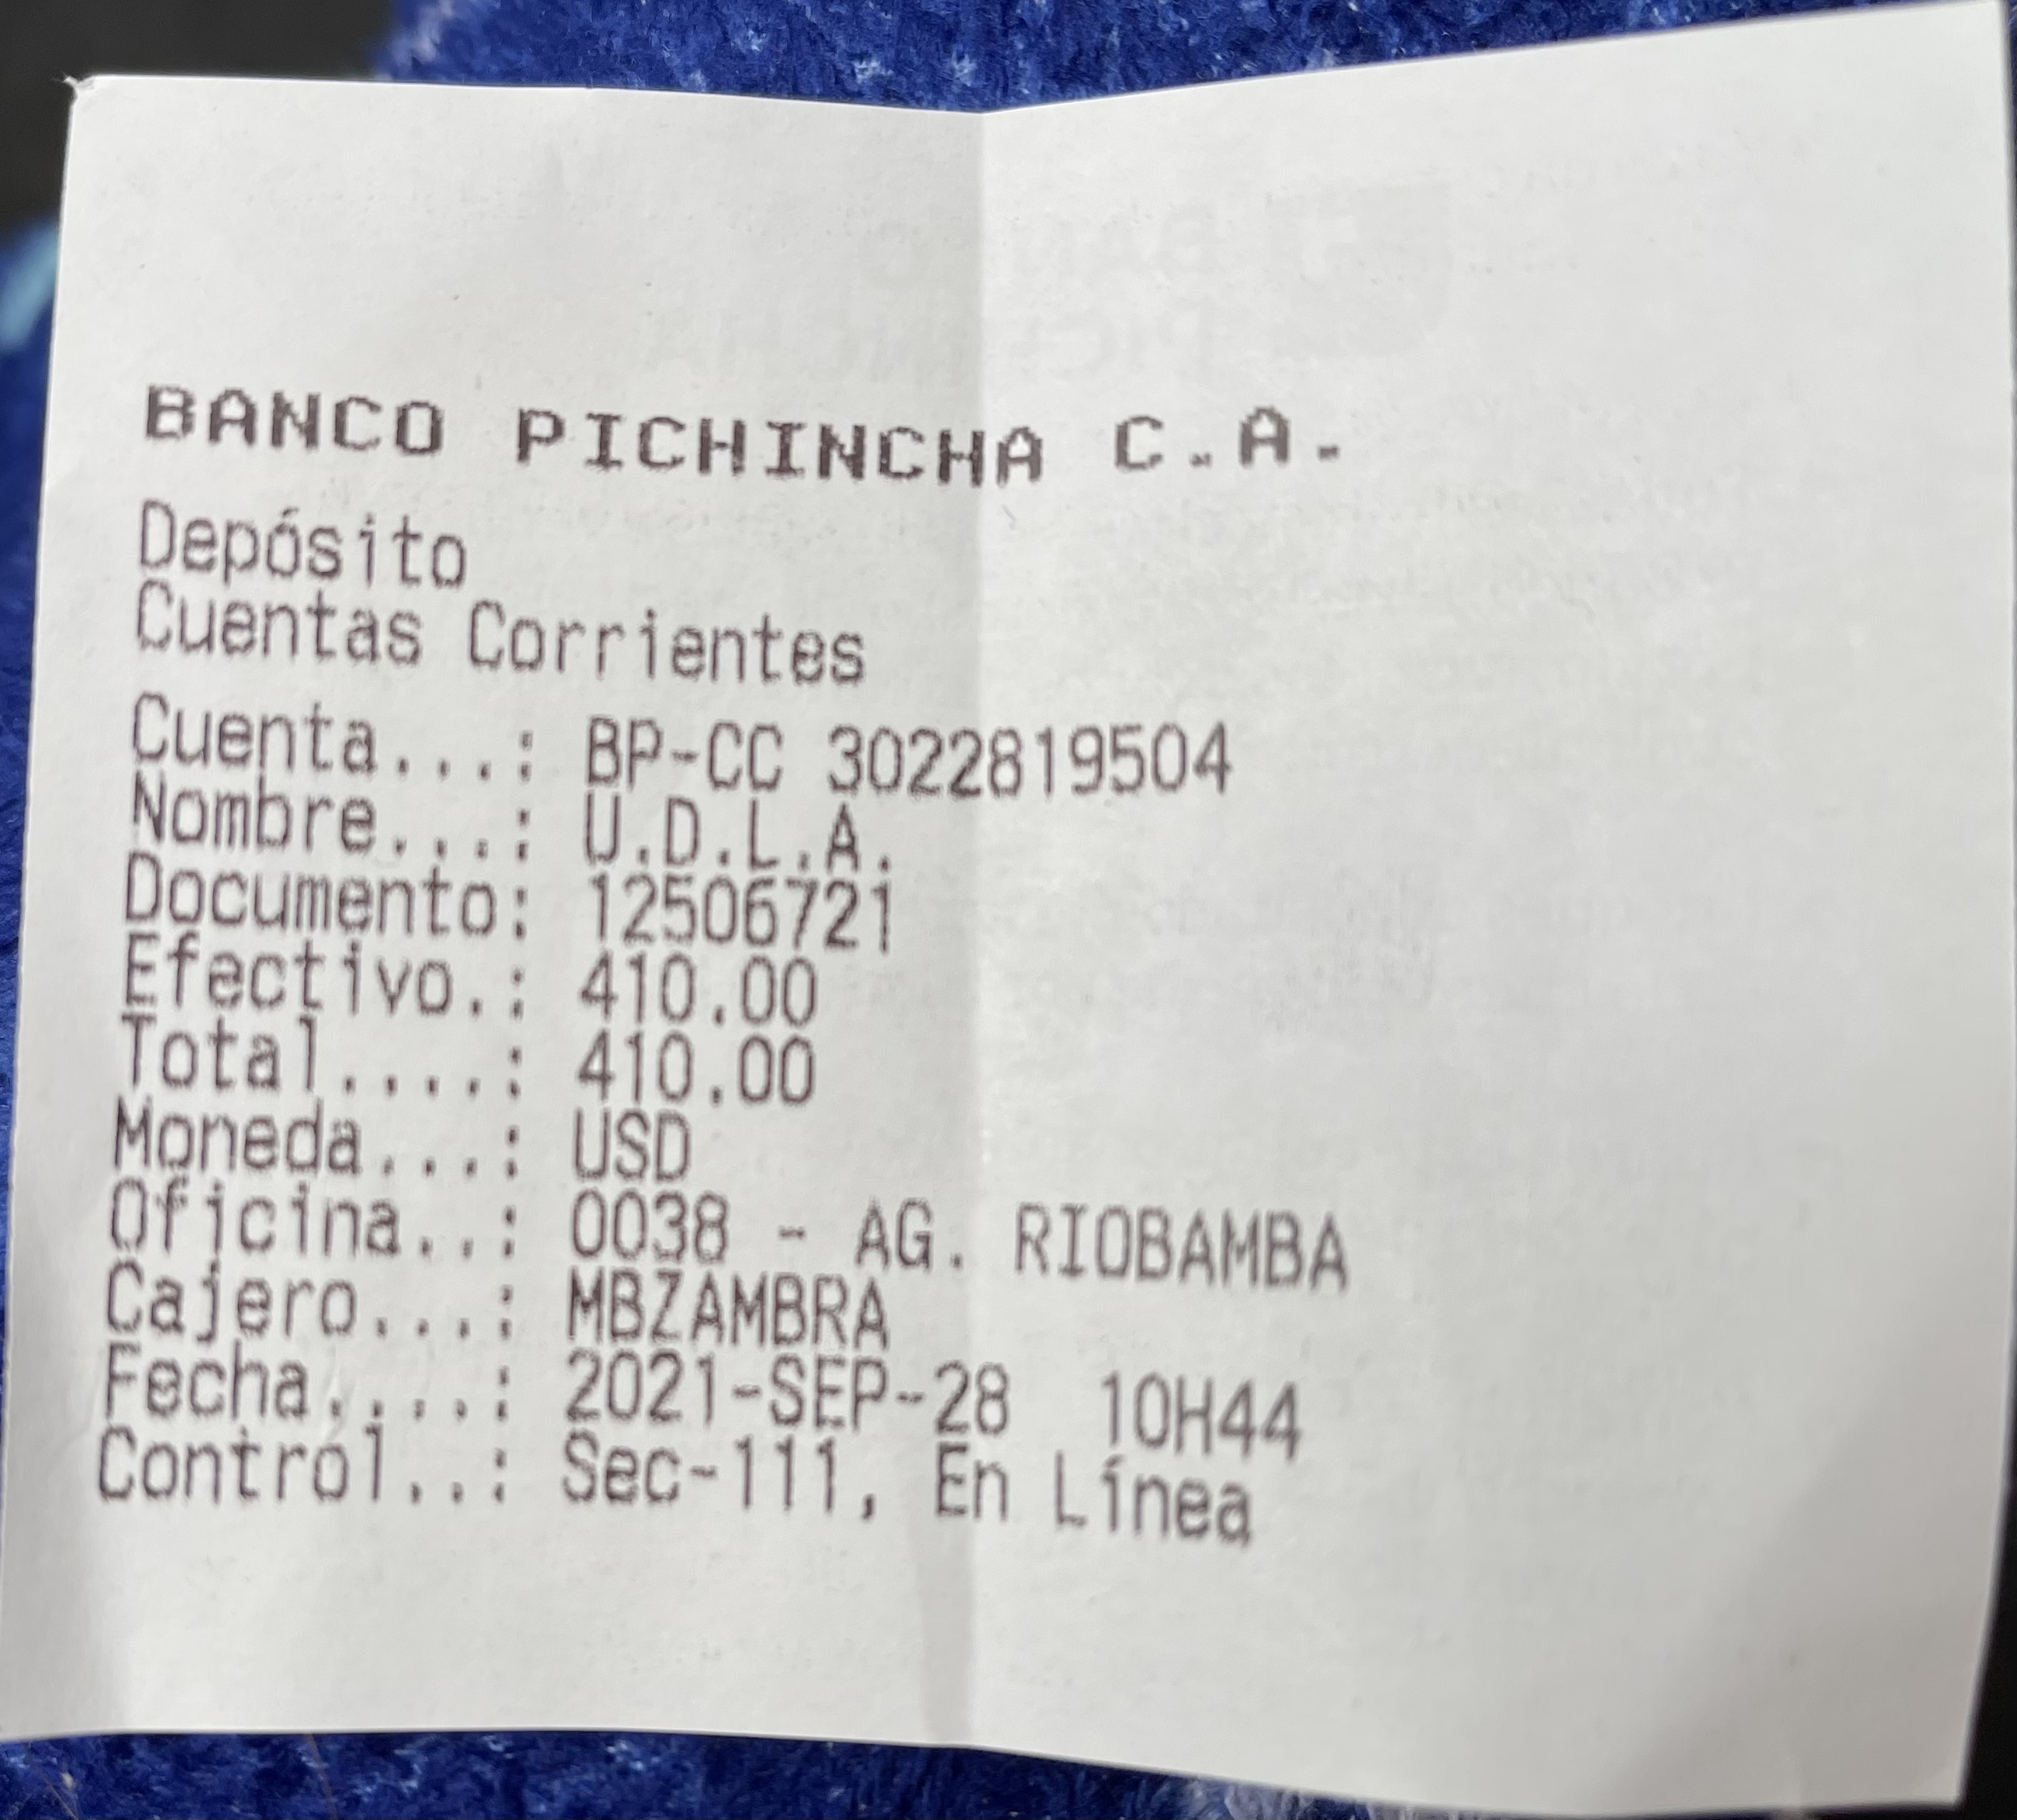 BANCO PICHINCHA C.A.
Depósito
Cuentas Corrientes
Cuenta...: BP-CC 3022819504
Nombre...: U.D.L.A.
Documento: 12506721
Efectivo.: 410.00
Total....: 410.00
Moneda...: USD
Oficina..: 0038 - AG. RIOBAMBA
Cajero...: MBZAMBRA
Fecha....: 2021-SEP-28 10H44
Control..: Sec-111, En Línea